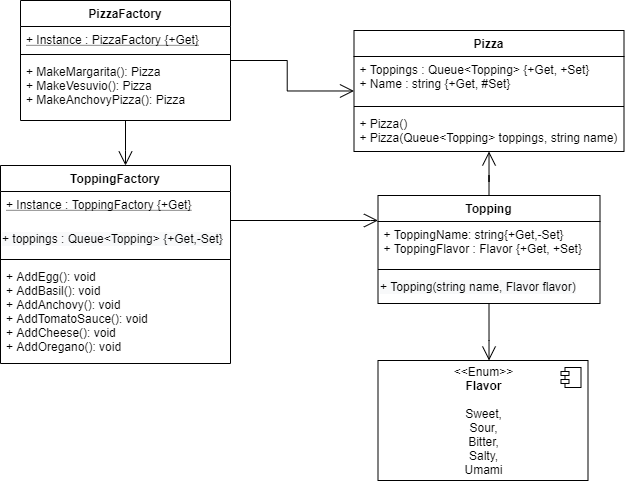 PizzaFactory
+ Instance : PizzaFactory {+Get}
+ MakeMargarita(): Pizza
+ MakeVesuvio(): Pizza
+ MakeAnchovyPizza(): Pizza
Pizza
+ Toppings : Queue<Topping> {+Get, +Set}
+ Name : string {+Get, #Set}
+ Pizza()
+ Pizza(Queue<Topping> toppings, string name)
ToppingFactory
+ Instance : ToppingFactory {+Get}
+ toppings : Queue<Topping> {+Get,-Set}
+ AddEgg(): void
+ AddBasil(): void
+ AddAnchovy(): void
+ AddTomatoSauce(): void
+ AddCheese(): void
+ AddOregano(): void
Topping
+ ToppingName: string{+Get,-Set}
+ ToppingFlavor : Flavor {+Get, +Set}
+ Topping(string name, Flavor flavor)
<<Enum>>
Flavor
Sweet,
Sour,
Bitter,
Salty,
Umami